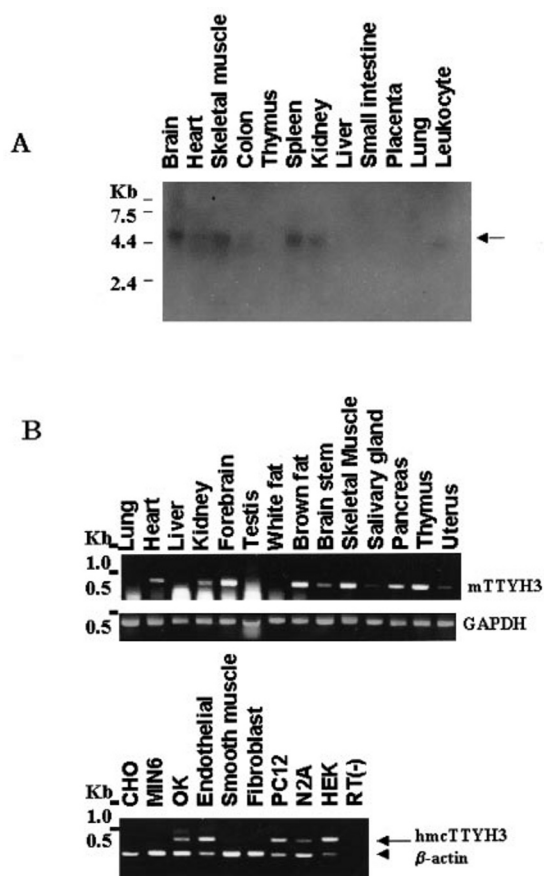 A
Brain
Heart
Skeletal muscle
Colon
Thymus
Spleen
Kidney
Liver
Small intestine
Placenta
Lung
Leukocyte
Kb
7.5
4.4
2.4
B
Lung
Heart
Liver
Kidney
Forebrain
Testis
White fat
Brown fat
Brain stem
Skeletal Muscle
Salivary gland
Pancreas
Thymus
Uterus
Kb
1.0
0.5
mTTYH3
0.5
GAPDH
CHO
MIN6
OK
Endothelial
Smooth muscle
Fibroblast
PC12
N2A
HEK
RT(-)
Kb
1.0
0.5
hmcTTYH3
β-actin